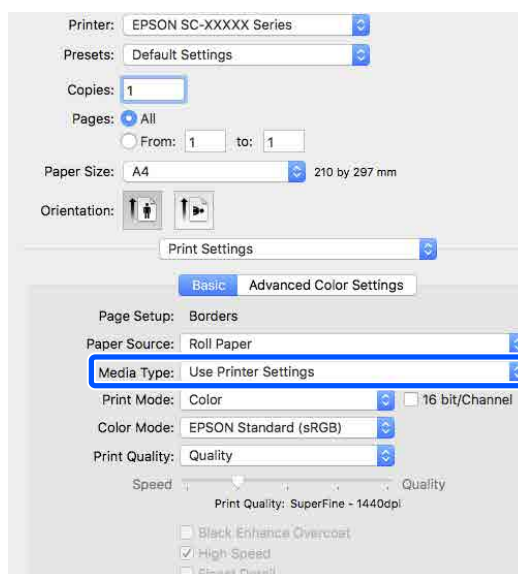 Printer: EPSON SC-XXXXX Series
Presets: Default Settings
Copies: 1
Pages: All
From: 1 to: 1
Paper Size: A4 210 by 297 mm
Orientation:
Print Settings
Basic Advanced Color Settings
Page Setup: Borders
Paper Source: Roll Paper
Media Type: Use Printer Settings
Print Mode: Color 16 bit/Channel
Color Mode: EPSON Standard (sRGB)
Print Quality: Quality
Speed Quality
Print Quality: SuperFine - 1440dpi
Black Enhance Overcoat
High Speed
Finest Detail